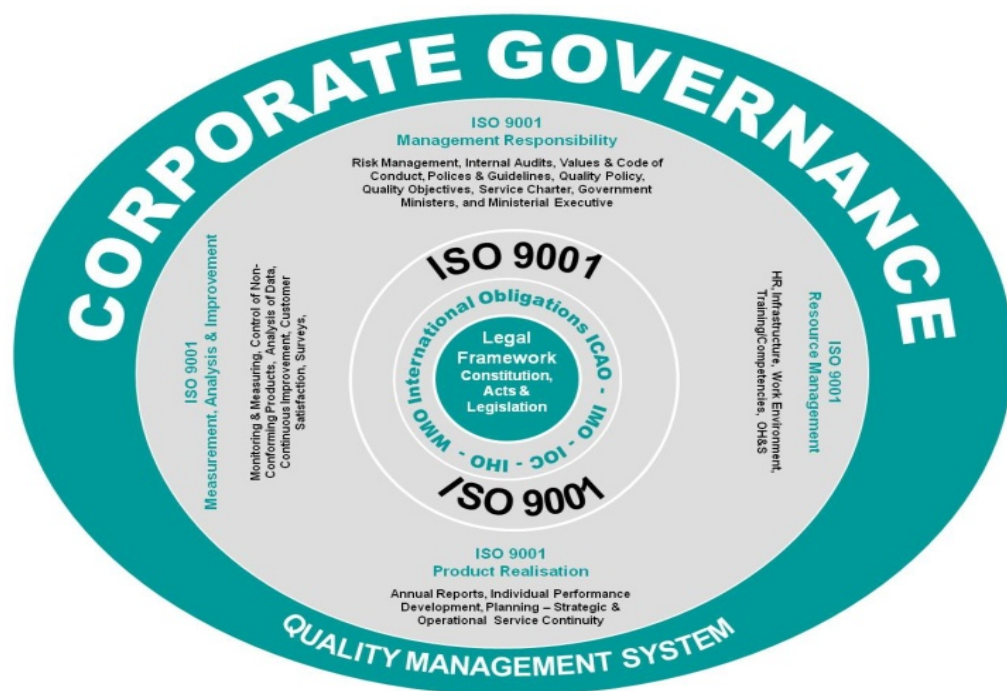 CORPORATE GOVERNANCE
ISO 9001
Management Responsibility
Risk Management, Internal Audits, Values & Code of
Conduct, Polices & Guidelines, Quality Policy,
Quality Objectives, Service Charter, Government
Ministers, and Ministerial Executive
ISO 9001
Measurement, Analysis & Improvement
Monitoring & Measuring, Control of Non-
Conforming Products, Analysis of Data,
Continuous Improvement, Customer
Satisfaction, Surveys,
ISO 9001
WMO International Obligations ICAO - IMO - IOC - IHO -
Legal
Framework
Constitution,
Acts &
Legislation
ISO 9001
ISO 9001
Resource Management
HR, Infrastructure, Work Environment,
Training/Competencies, OH&S
ISO 9001
Product Realisation
Annual Reports, Individual Performance
Development, Planning – Strategic &
Operational Service Continuity
QUALITY MANAGEMENT SYSTEM